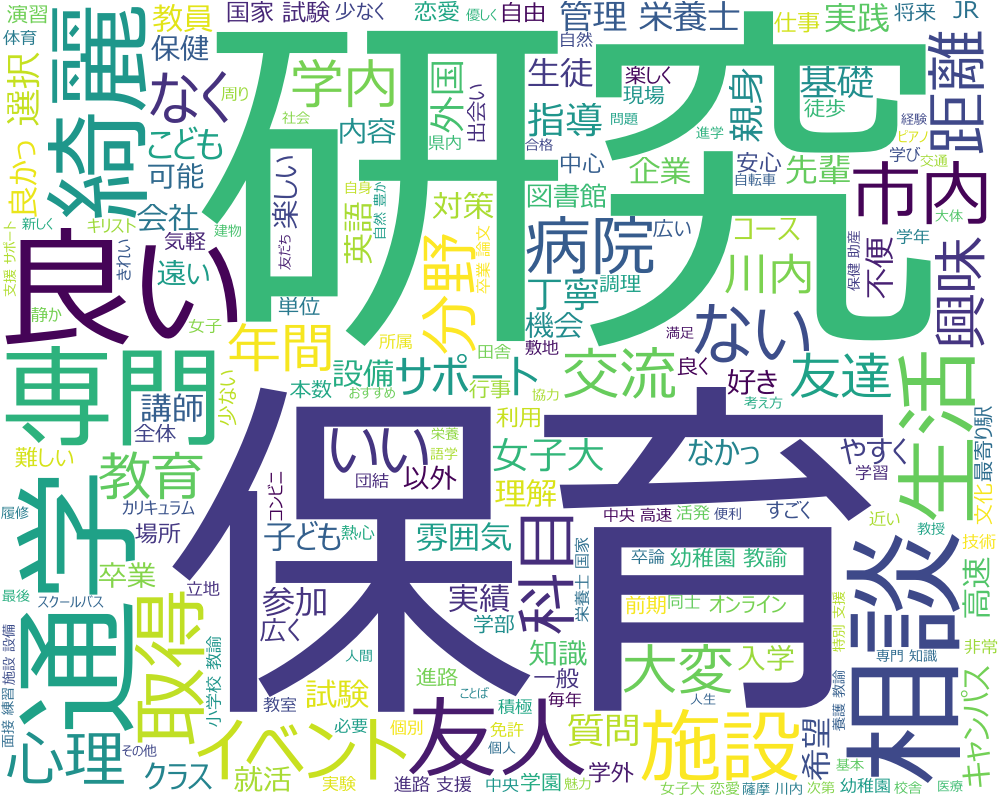 演習
体育
教員
保健
国家 試験
少なく
恋愛
優しく
自由
管理 栄養士
仕事
実践
将来
JR
研究
綺麗
選択
良かっ
なく
周り
学内
外国
出会い
生徒
自然
楽しく
現場
親身
基礎
徒歩
距離
こども
可能
社会
内容
県内
指導
合格
問題
進学
経験
ピアノ
学び
交通
新しく
キリスト
会社
気軽
建物
楽しい
自身
自然 豊か
英語
対策
中心
図書館
企業
安心
自転車
先輩
市内
大体
支援 サポート
きれい
遠い
友だち
卒業 論文
分野
病院
広い
コース
川内
保健 助産
不便
学年
興味
静か
良い
女子
単位
丁寧
調理
機会
敷地
満足
ない
年間
所属
田舎
専門
少ない
本数
設備
おすすめ
サポート
行事
協力
交流
良く
好き
考え方
友達
生活
最寄り駅
講師
全体
難しい
教育
保育
いい
栄養
語学
団結
以外
利用
女子大
なかっ
やすく
学習
コンビニ
理解
履修
カリキュラム
場所
学
子ども
熱心
雰囲気
科目
中央 高速
活発
便利
すごく
近い
教授
文化
技術
卒業
立地
最後
スクールバス
参加
広く
実績
学部
栄養士 国家
卒論
幼稚園 教諭
前期
同士
オンライン
相談
高速
通
取得
小学校 教諭
人間
知識
一般
大変
入学
特別 支援
専門 知識
非常
面接 練習
施設 設備
心理
その他
教室
試験
進路
ことば
積極
毎年
人生
養護 教諭
希望
キャンパス
クラス
イベント
必要
個別
友人
免許
個人
質問
施設
基本
就活
実験
進路 支援
中央
学園
魅力
学外
女子大 恋愛
薩摩 川内
次第
幼稚園
校舎
医療